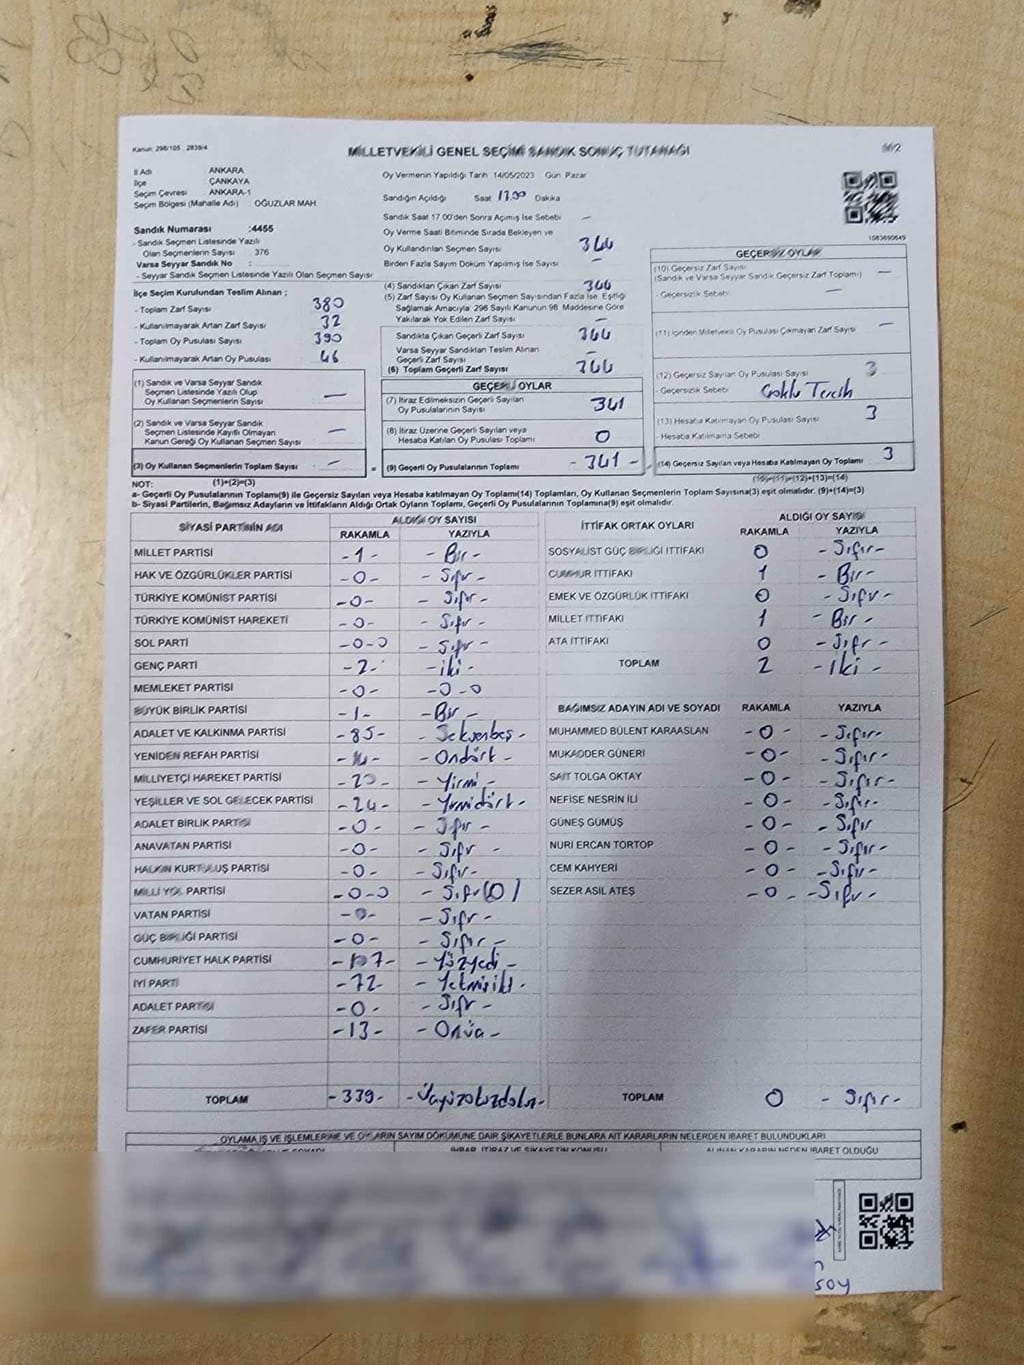 Kanun: 298/105 , 2839/4
MİLLETVEKİLİ GENEL SEÇİMİ SANDIK SONUÇ TUTANAĞI
İl Adı ANKARA
İlçe ÇANKAYA
Seçim Çevresi ANKARA-1
Seçim Bölgesi (Mahalle Adı) : OĞUZLAR MAH.
Sandık Numarası :4455
- Sandık Seçmen Listesinde Yazılı
Olan Seçmenlerin Sayısı : 376
Varsa Seyyar Sandık No :
- Seyyar Sandık Seçmen Listesinde Yazılı Olan Seçmen Sayısı :
Oy Vermenin Yapıldığı Tarih 14/05/2023 Gün Pazar
Sandığın Açıldığı Saat 17.00 Dakika
Sandık Saat 17.00'den Sonra Açımış İse Sebebi -
Oy Verme Saati Bitiminde Sırada Bekleyen ve
Oy Kullandırılan Seçmen Sayısı 344
Birden Fazla Sayım Döküm Yapılmış İse Sayısı -
1083690649
İlçe Seçim Kurulundan Teslim Alınan ;
- Toplam Zarf Sayısı 380
- Kullanılmayarak Artan Zarf Sayısı 32
- Toplam Oy Pusulası Sayısı 390
- Kullanılmayarak Artan Oy Pusulası 46
(4) Sandıktan Çıkan Zarf Sayısı 344
(5) Zarf Sayısı Oy Kullanan Seçmen Sayısından Fazla İse, Eşitliği
Sağlamak Amacıyla; 298 Sayılı Kanunun 98. Maddesine Göre
Yakılarak Yok Edilen Zarf Sayısı -
Sandıkta Çıkan Geçerli Zarf Sayısı 344
Varsa Seyyar Sandıktan Teslim Alınan
Geçerli Zarf Sayısı -
(6) Toplam Geçerli Zarf Sayısı 344
GEÇERSİZ OYLAR
(10) Geçersiz Zarf Sayısı -
(Sandık ve Varsa Seyyar Sandık Geçersiz Zarf Toplamı)
- Geçersizlik Sebebi : -
(11) İçinden Milletvekili Oy Pusulası Çıkmayan Zarf Sayısı -
(12) Geçersiz Sayılan Oy Pusulası Sayısı 3
- Geçersizlik Sebebi Çoklu Tercih
(13) Hesaba Katılmayan Oy Pusulası Sayısı 3
- Hesaba Katılmama Sebebi
(14) Geçersiz Sayılan veya Hesaba Katılmayan Oy Toplamı 3
(10)+(11)+(12)+(13)=(14)
(1) Sandık ve Varsa Seyyar Sandık
Seçmen Listesinde Yazılı Olup
Oy Kullanan Seçmenlerin Sayısı -
(2) Sandık ve Varsa Seyyar Sandık
Seçmen Listesinde Kayıtlı Olmayan
Kanun Gereği Oy Kullanan Seçmen Sayısı -
(3) Oy Kullanan Seçmenlerin Toplam Sayısı -
GEÇERLİ OYLAR
(7) İtiraz Edilmeksizin Geçerli Sayılan
Oy Pusulalarının Sayısı 341
(8) İtiraz Üzerine Geçerli Sayılan veya
Hesaba Katılan Oy Pusulası Toplamı 0
= (9) Geçerli Oy Pusulalarının Toplamı - 341 -
NOT: (1)+(2)=(3)
a- Geçerli Oy Pusulalarının Toplamı(9) ile Geçersiz Sayılan veya Hesaba katılmayan Oy Toplamı(14) Toplamları, Oy Kullanan Seçmenlerin Toplam Sayısına(3) eşit olmalıdır. (9)+(14)=(3)
b- Siyasi Partilerin, Bağımsız Adayların ve İttifakların Aldığı Ortak Oyların Toplamı, Geçerli Oy Pusulalarının Toplamına(9) eşit olmalıdır.
SİYASİ PARTİNİN ADI ALDIĞI OY SAYISI
RAKAMLA YAZIYLA
MİLLET PARTİSİ -1- - Bir -
HAK VE ÖZGÜRLÜKLER PARTİSİ -0- - Sıfır -
TÜRKİYE KOMÜNİST PARTİSİ -0- - Sıfır -
TÜRKİYE KOMÜNİST HAREKETİ -0- - Sıfır -
SOL PARTİ -0-0 - Sıfır -
GENÇ PARTİ -2- -iki -
MEMLEKET PARTİSİ -0- -0-0
BÜYÜK BİRLİK PARTİSİ -1- -Bir -
ADALET VE KALKINMA PARTİSİ -85- - Seksenbeş -
YENİDEN REFAH PARTİSİ -14- - Ondört -
MİLLİYETÇİ HAREKET PARTİSİ -20- - Yirmi -
YEŞİLLER VE SOL GELECEK PARTİSİ -24- - Yirmidört -
ADALET BİRLİK PARTİSİ -0- - Sıfır -
ANAVATAN PARTİSİ -0- - Sıfır -
HALKIN KURTULUŞ PARTİSİ -0- - Sıfır -
MİLLİ YOL PARTİSİ -0-0 - Sıfır(0)
VATAN PARTİSİ -0- - Sıfır -
GÜÇ BİRLİĞİ PARTİSİ -0- - Sıfır -
CUMHURİYET HALK PARTİSİ -107- - Yüzyedi -
İYİ PARTİ -72- - Yetmişiki -
ADALET PARTİSİ -0- - Sıfır -
ZAFER PARTİSİ -13- - Onüç -
TOPLAM -339- - Üçyüzotuzdokuz -
İTTİFAK ORTAK OYLARI ALDIĞI OY SAYISI
RAKAMLA YAZIYLA
SOSYALİST GÜÇ BİRLİĞİ İTTİFAKI 0 - Sıfır -
CUMHUR İTTİFAKI 1 - Bir -
EMEK VE ÖZGÜRLÜK İTTİFAKI 0 - Sıfır -
MİLLET İTTİFAKI 1 - Bir -
ATA İTTİFAKI 0 - Sıfır -
TOPLAM 2 - iki -
BAĞIMSIZ ADAYIN ADI VE SOYADI RAKAMLA YAZIYLA
MUHAMMED BÜLENT KARAASLAN - 0 - - Sıfır -
MUKADDER GÜNERİ - 0 - - Sıfır -
SAİT TOLGA OKTAY - 0 - - Sıfır -
NEFİSE NESRİN İLİ - 0 - - Sıfır -
GÜNEŞ GÜMÜŞ - 0 - - Sıfır
NURİ ERCAN TORTOP - 0 - - Sıfır -
CEM KAHYERİ - 0 - - Sıfır -
SEZER ASİL ATEŞ - 0 - - Sıfır -
TOPLAM 0 - Sıfır -
OYLAMA İŞ VE İŞLEMLERİNE VE OYLARIN SAYIM DÖKÜMÜNE DAİR ŞİKAYETLERLE BUNLARA AİT KARARLARIN NELERDEN İBARET BULUNDUKLARI
İHBAR, İTİRAZ VE ŞİKAYETİN KONUSU ALINAN KARARIN NEDEN İBARET OLDUĞU
soy